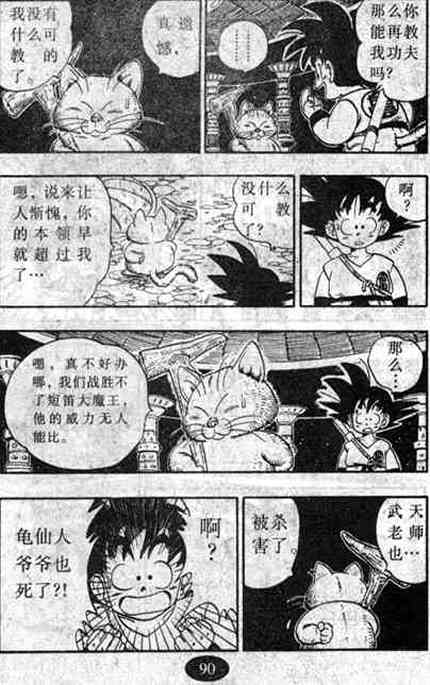 那么你
能再教
我功夫
吗?
…………
真遗
憾，
我没有
什么可
教的
了。
啊?
没什么
可教
了?
嗯，说来让
人惭愧，你
的本领早
就超过我
了…
那么…
嗯，真不好办
哪，我们战胜不
了短笛大魔王，
他的威力无人
能比。
武天
老师
也…
被杀
害了。
啊?
龟仙人
爷爷也
死了?!
90